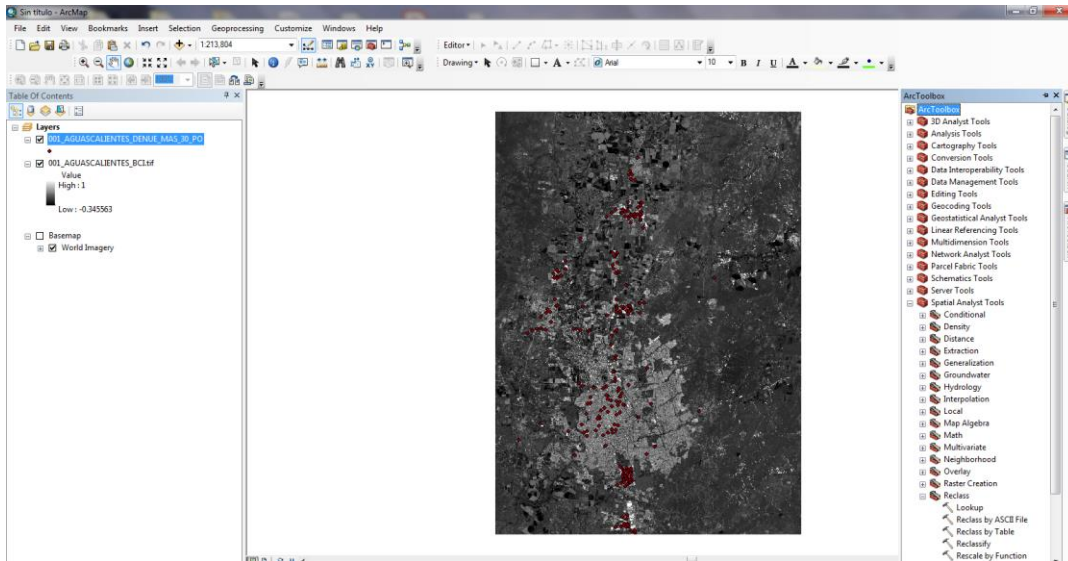 Sin título - ArcMap
File Edit View Bookmarks Insert Selection Geoprocessing Customize Windows Help
1:213,804
Editor
Drawing
A
Arial
10
B I U A
Table Of Contents
Layers
001_AGUASCALIENTES_DENUE_MAS_30_PO
001_AGUASCALIENTES_BCI.tif
Value
High : 1
Low : -0.345563
Basemap
World Imagery
ArcToolbox
ArcToolbox
3D Analyst Tools
Analysis Tools
Cartography Tools
Conversion Tools
Data Interoperability Tools
Data Management Tools
Editing Tools
Geocoding Tools
Geostatistical Analyst Tools
Linear Referencing Tools
Multidimension Tools
Network Analyst Tools
Parcel Fabric Tools
Schematics Tools
Server Tools
Spatial Analyst Tools
Conditional
Density
Distance
Extraction
Generalization
Groundwater
Hydrology
Interpolation
Local
Map Algebra
Math
Multivariate
Neighborhood
Overlay
Raster Creation
Reclass
Lookup
Reclass by ASCII File
Reclass by Table
Reclassify
Rescale by Function